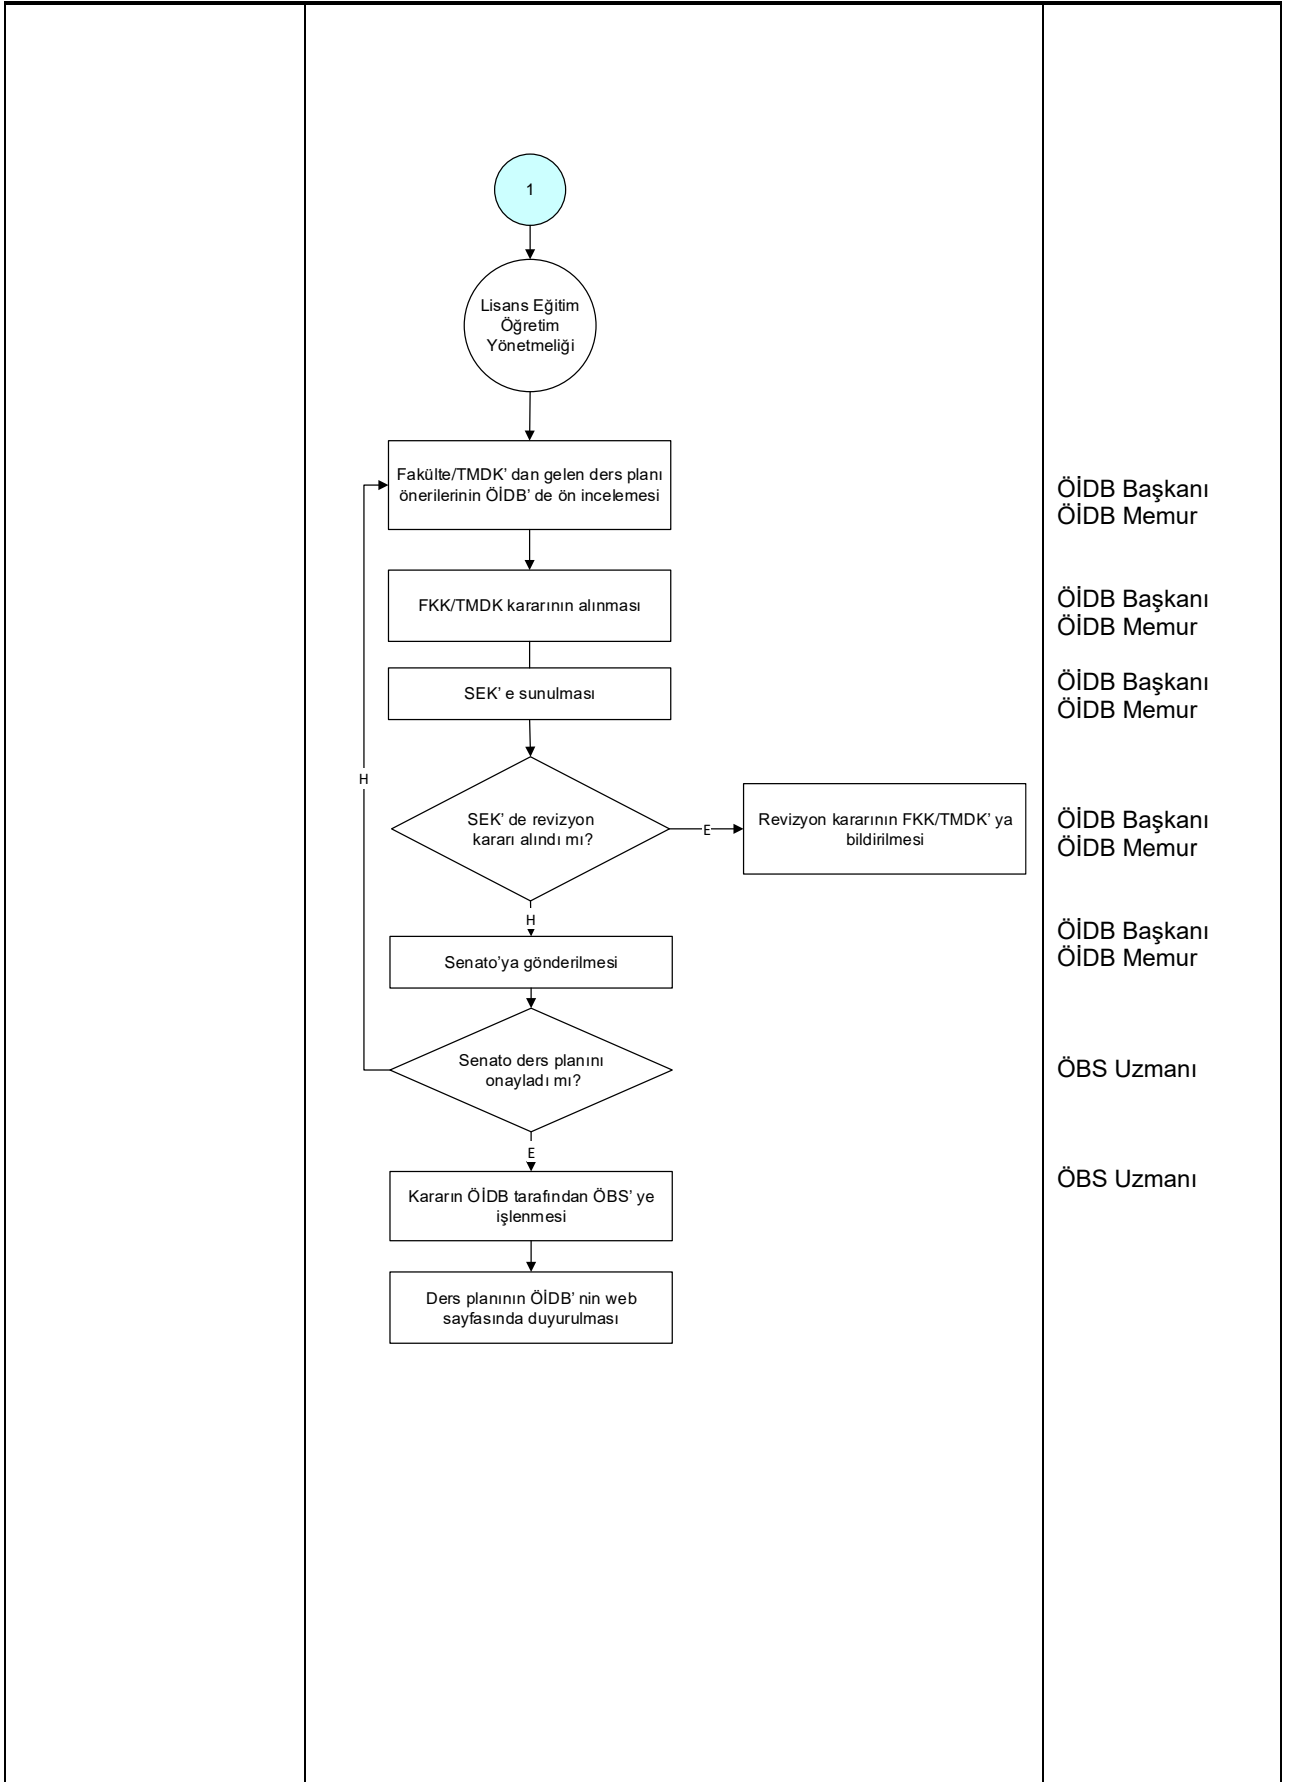 1
Lisans Eğitim
Öğretim
Yönetmeliği
Fakülte/TMDK' dan gelen ders planı
önerilerinin ÖİDB' de ön incelemesi
ÖİDB Başkanı
ÖİDB Memur
FKK/TMDK kararının alınması
ÖİDB Başkanı
ÖİDB Memur
SEK' e sunulması
ÖİDB Başkanı
ÖİDB Memur
H
SEK' de revizyon
kararı alındı mı?
E
Revizyon kararının FKK/TMDK' ya
bildirilmesi
ÖİDB Başkanı
ÖİDB Memur
H
Senato'ya gönderilmesi
ÖİDB Başkanı
ÖİDB Memur
Senato ders planını
onayladı mı?
ÖBS Uzmanı
E
Kararın ÖİDB tarafından ÖBS' ye
işlenmesi
ÖBS Uzmanı
Ders planının ÖİDB' nin web
sayfasında duyurulması